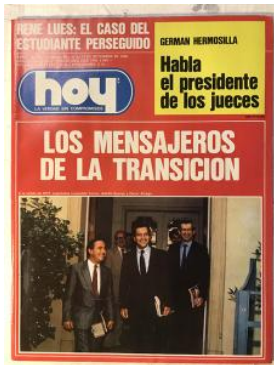 RENE LUES: EL CASO DEL
ESTUDIANTE PERSEGUIDO
GERMAN HERMOSILLA
Habla
el presidente
de los jueces
hoy
LA VERDAD SIN COMPROMISOS
LOS MENSAJEROS
DE LA TRANSICION